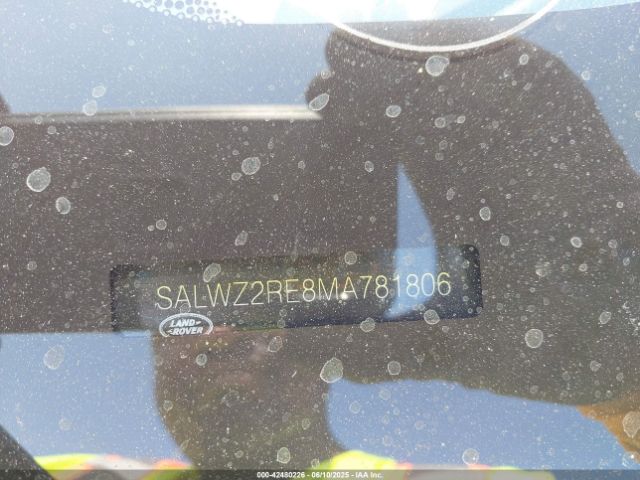 SALWZ2RE8MA781806
LAND-
ROVER
000-42480226 - 06/10/2025 - IAA Inc.